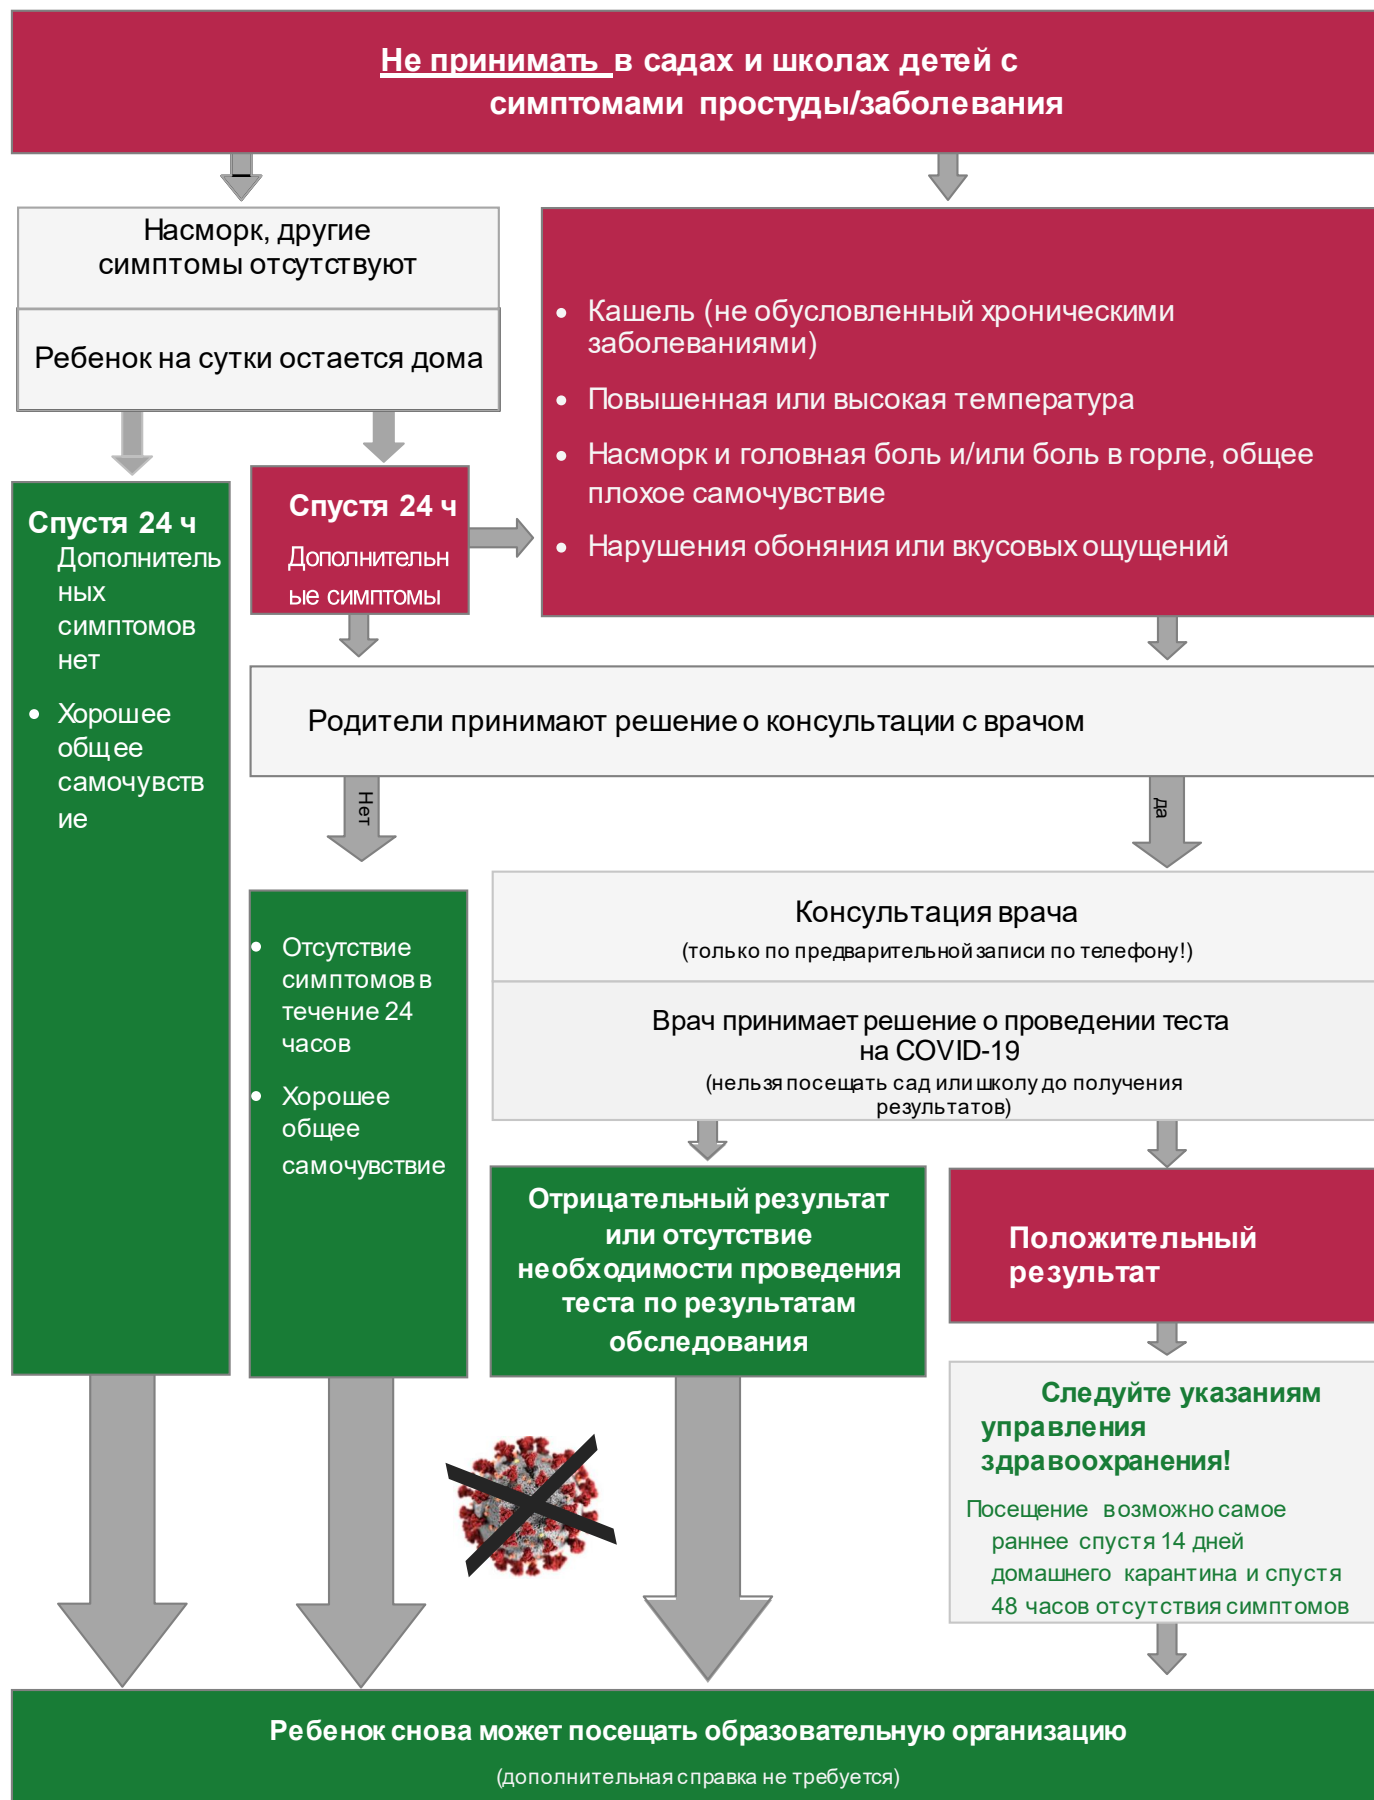 Не принимать в садах и школах детей с
симптомами простуды/заболевания
Насморк, другие
симптомы отсутствуют
Ребенок на сутки остается дома
• Кашель (не обусловленный хроническими
заболеваниями)
• Повышенная или высокая температура
• Насморк и головная боль и/или боль в горле, общее
плохое самочувствие
• Нарушения обоняния или вкусовых ощущений
Спустя 24 ч
Дополнитель
ных
симптомов
нет
• Хорошее
общее
самочувств
ие
Спустя 24 ч
Дополнительн
ые симптомы
Родители принимают решение о консультации с врачом
Нет
да
• Отсутствие
симптомов в
течение 24
часов
• Хорошее
общее
самочувствие
Консультация врача
(только по предварительной записи по телефону!)
Врач принимает решение о проведении теста
на COVID-19
(нельзя посещать сад или школу до получения
результатов)
Отрицательный результат
или отсутствие
необходимости проведения
теста по результатам
обследования
Положительный
результат
Следуйте указаниям
управления
здравоохранения!
Посещение возможно самое
раннее спустя 14 дней
домашнего карантина и спустя
48 часов отсутствия симптомов
Ребенок снова может посещать образовательную организацию
(дополнительная справка не требуется)